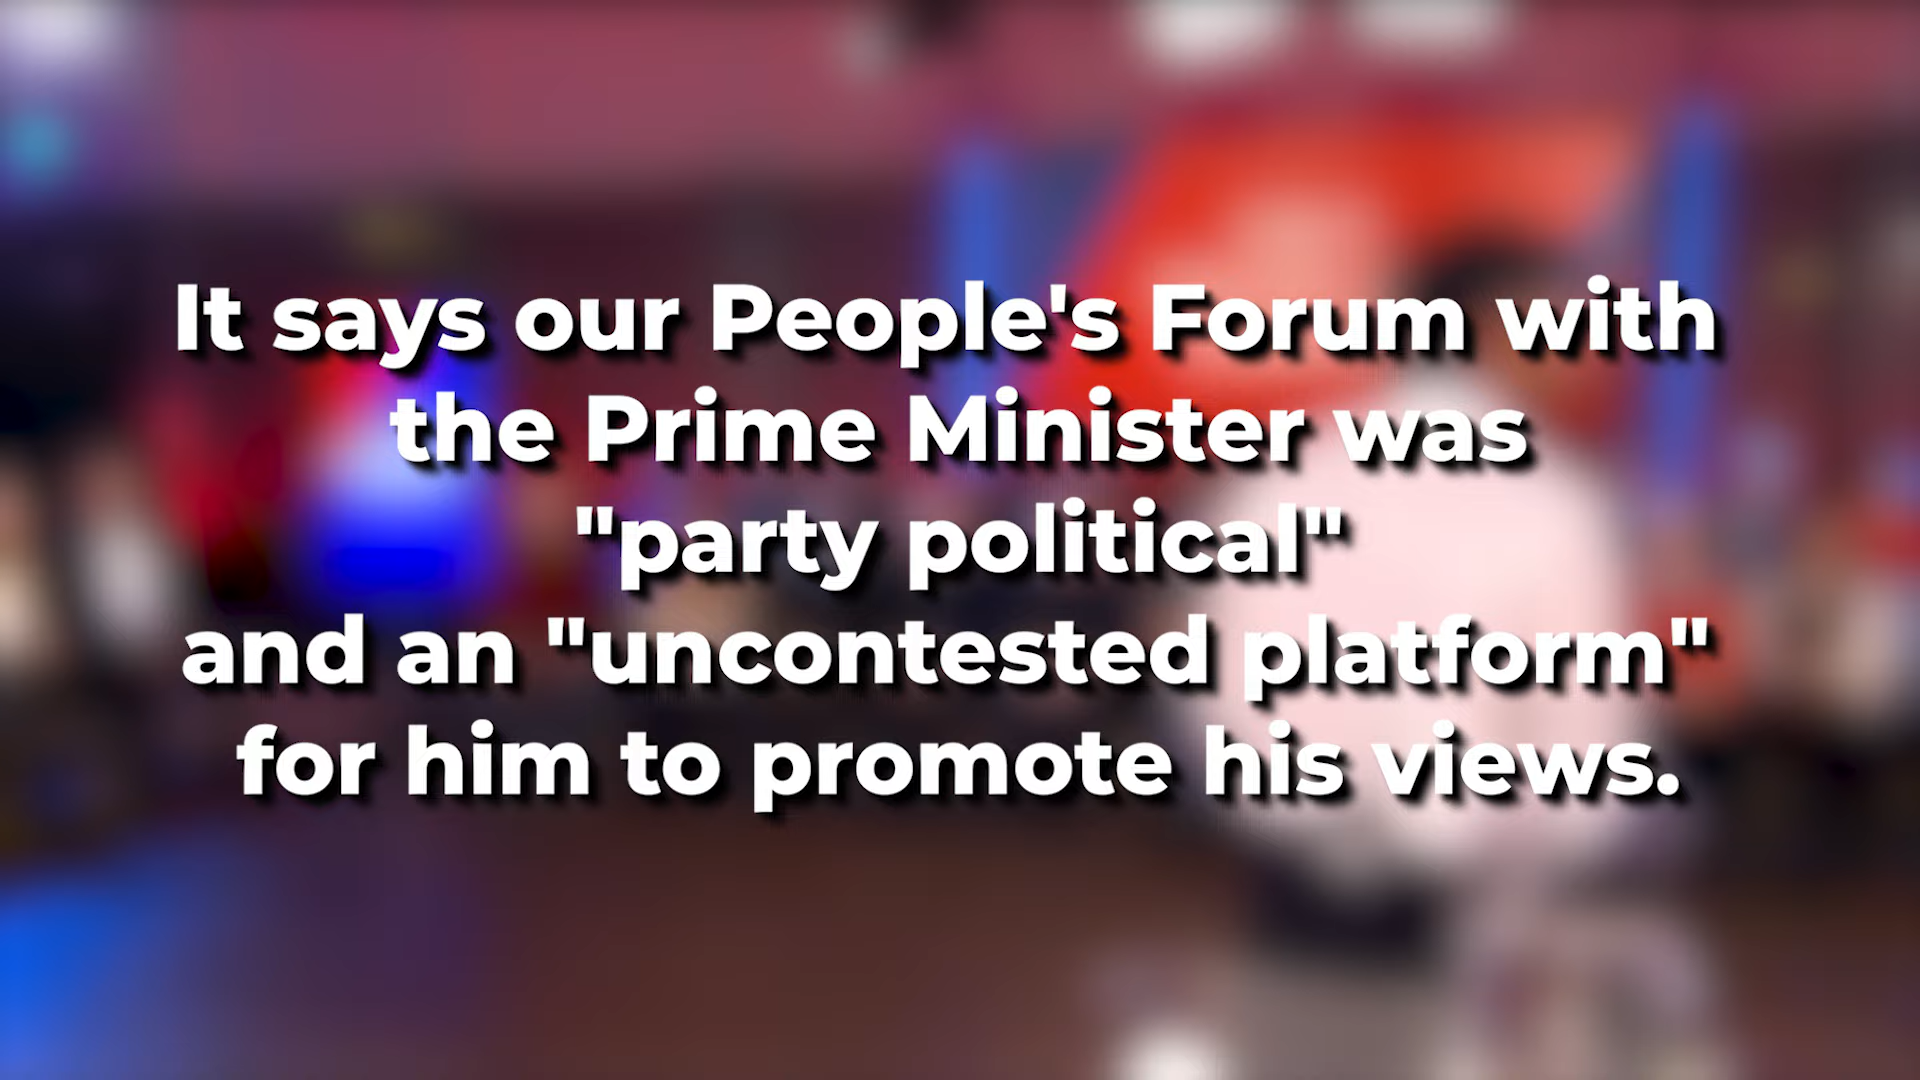 It says our People's Forum with
the Prime Minister was
"party political"
and an "uncontested platform"
for him to promote his views.